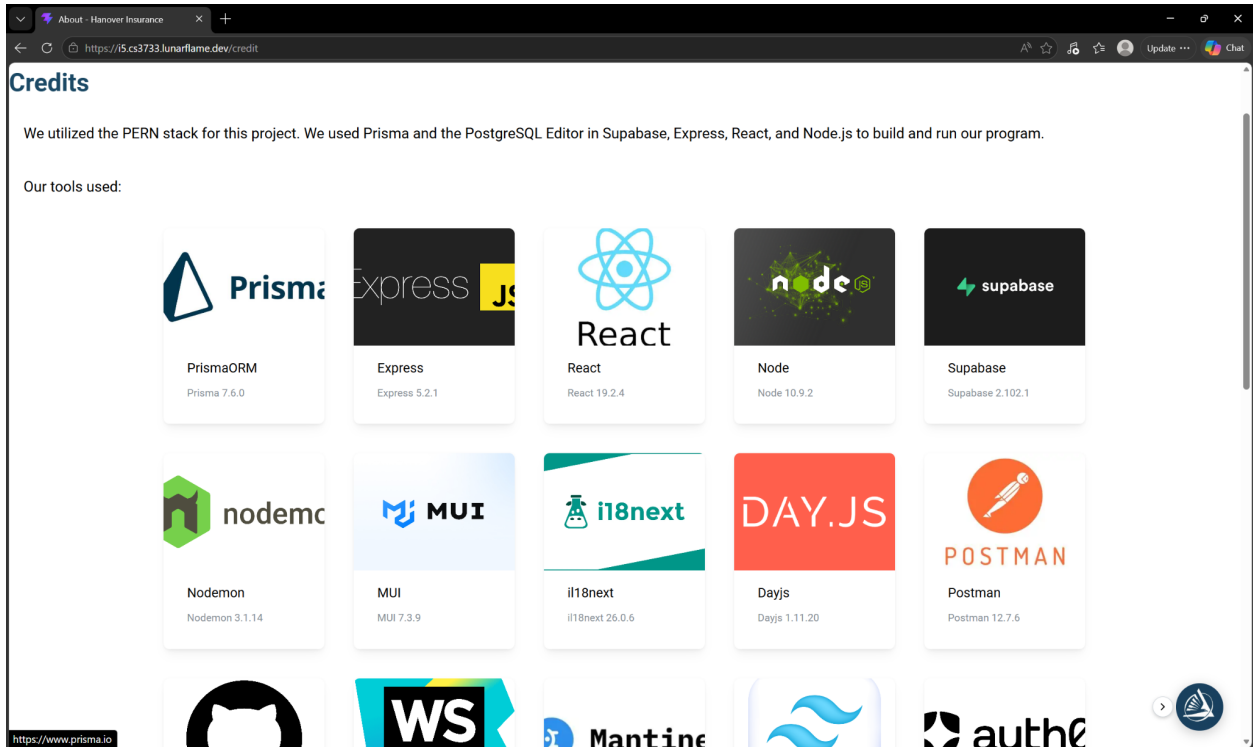 About - Hanover Insurance
https://i5.cs3733.lunarflame.dev/credit
Update
Chat
Credits
We utilized the PERN stack for this project. We used Prisma and the PostgreSQL Editor in Supabase, Express, React, and Node.js to build and run our program.
Our tools used:
Prisma
Express JS
React
node JS
supabase
PrismaORM
Express
React
Node
Supabase
Prisma 7.6.0
Express 5.2.1
React 19.2.4
Node 10.9.2
Supabase 2.102.1
nodemo
MUI
i18next
DAY.JS
POSTMAN
Nodemon
MUI
il18next
Dayjs
Postman
Nodemon 3.1.14
MUI 7.3.9
il18next 26.0.6
Dayjs 1.11.20
Postman 12.7.6
WS
Mantine
auth0
https://www.prisma.io